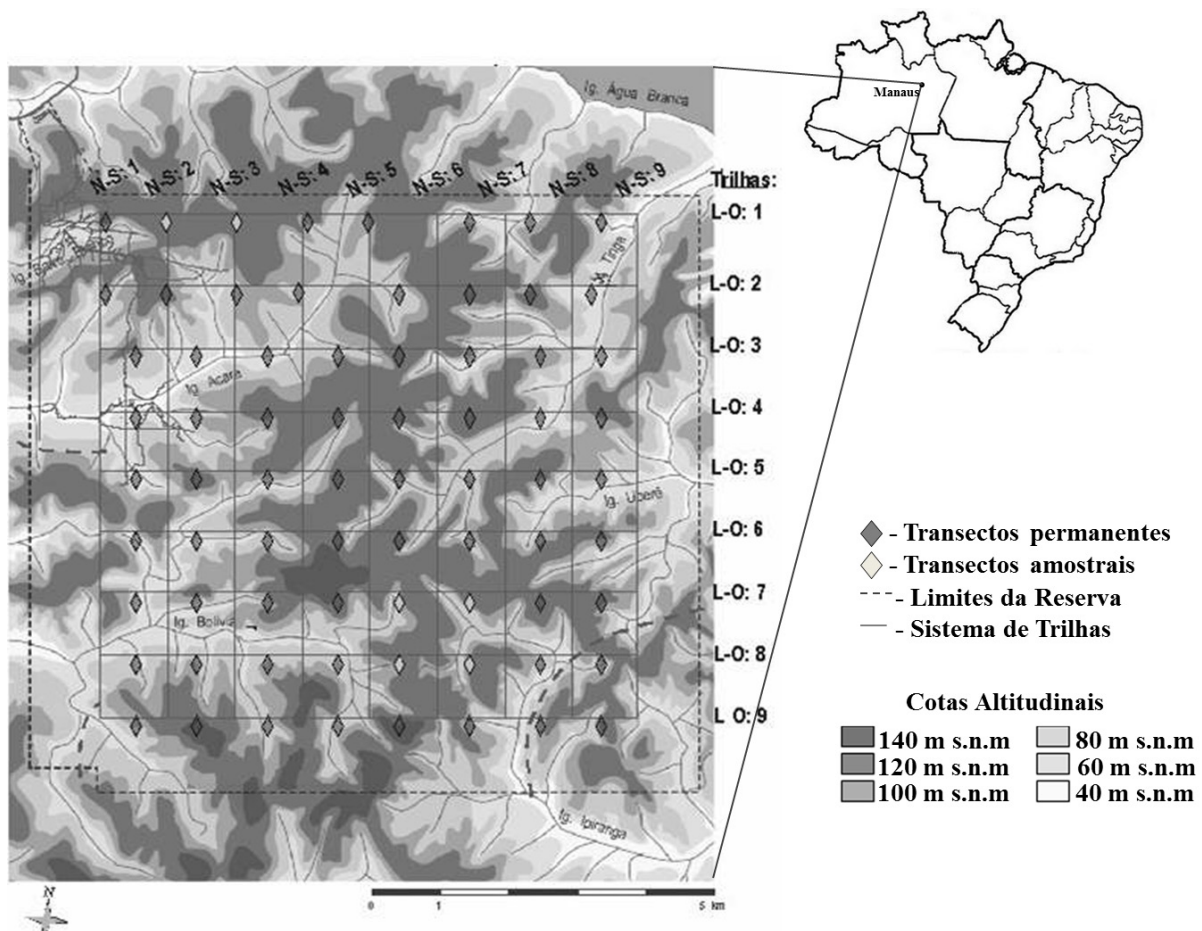 Ig. Água Branca
Manaus
N-S: 1
N-S: 2
N-S: 3
N-S: 4
N-S: 5
N-S: 6
N-S: 7
N-S: 8
N-S: 9
Trilhas:
L-O: 1
Ig.
Tinga
L-O: 2
L-O: 3
Ig. Acará
L-O: 4
L-O: 5
Ig. Uberê
L-O: 6
L-O: 7
Ig. Bolívia
L-O: 8
L O: 9
Ig. Ipiranga
N
0 1 5 km
- Transectos permanentes
- Transectos amostrais
- Limites da Reserva
- Sistema de Trilhas
Cotas Altitudinais
140 m s.n.m
80 m s.n.m
120 m s.n.m
60 m s.n.m
100 m s.n.m
40 m s.n.m